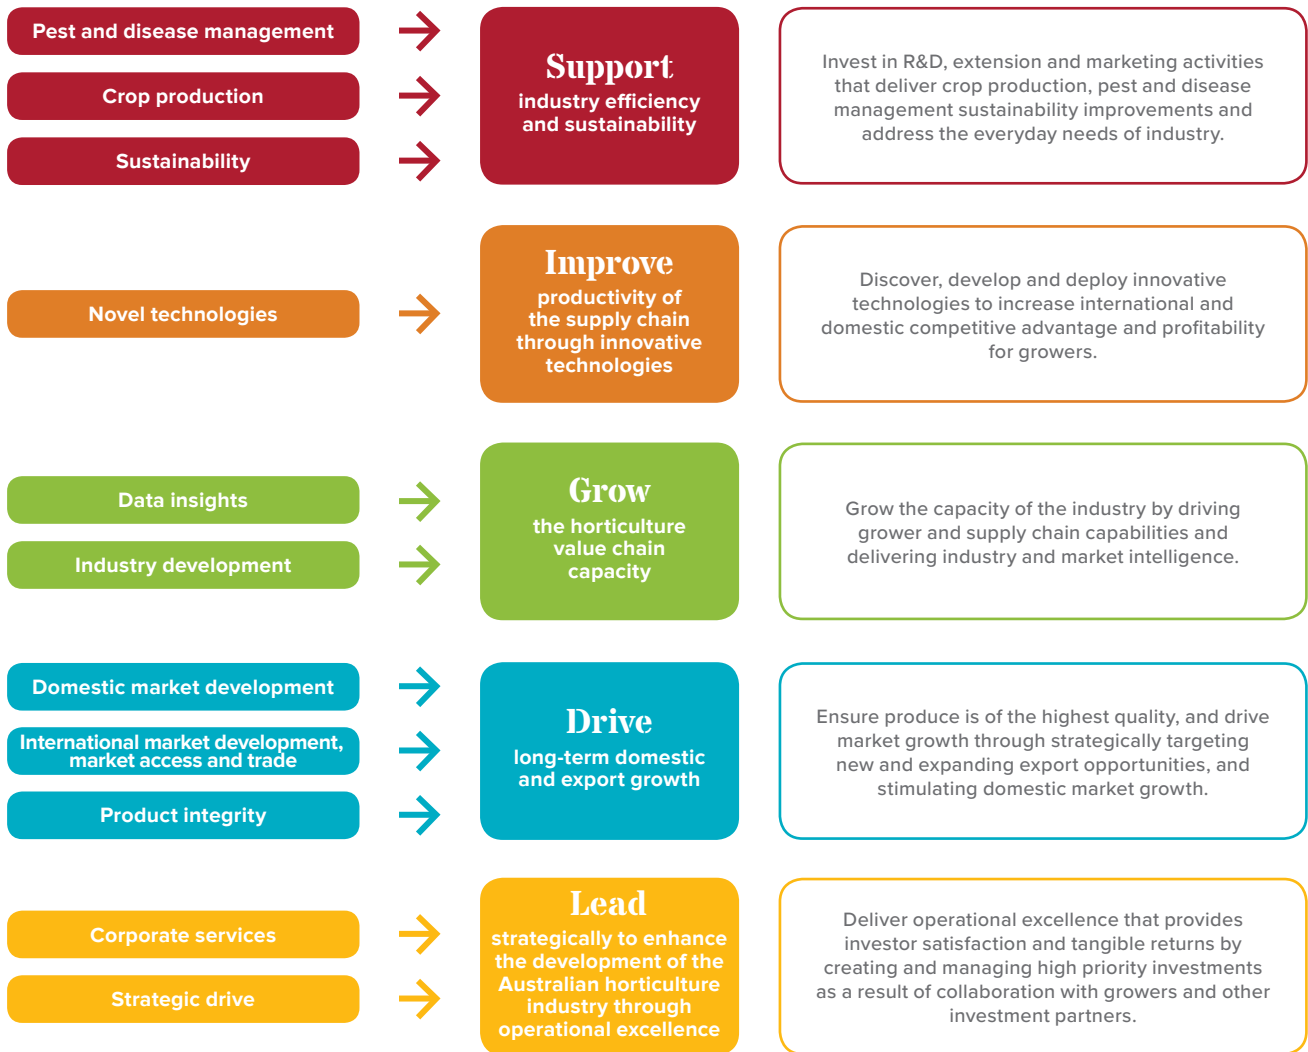 Pest and disease management
Crop production
Sustainability
Support
industry efficiency
and sustainability
Invest in R&D, extension and marketing activities
that deliver crop production, pest and disease
management sustainability improvements and
address the everyday needs of industry.
Novel technologies
Improve
productivity of
the supply chain
through innovative
technologies
Discover, develop and deploy innovative
technologies to increase international and
domestic competitive advantage and profitability
for growers.
Data insights
Industry development
Grow
the horticulture
value chain
capacity
Grow the capacity of the industry by driving
grower and supply chain capabilities and
delivering industry and market intelligence.
Domestic market development
International market development,
market access and trade
Product integrity
Drive
long-term domestic
and export growth
Ensure produce is of the highest quality, and drive
market growth through strategically targeting
new and expanding export opportunities, and
stimulating domestic market growth.
Corporate services
Strategic drive
Lead
strategically to enhance
the development of the
Australian horticulture
industry through
operational excellence
Deliver operational excellence that provides
investor satisfaction and tangible returns by
creating and managing high priority investments
as a result of collaboration with growers and other
investment partners.